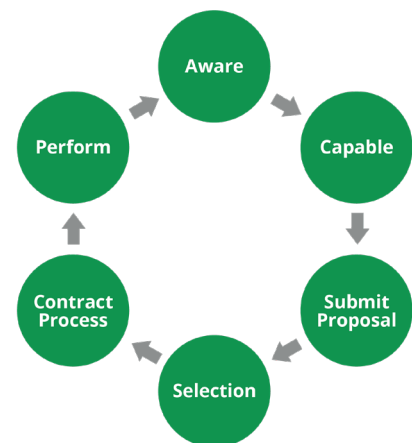 Aware
Capable
Submit
Proposal
Selection
Contract
Process
Perform